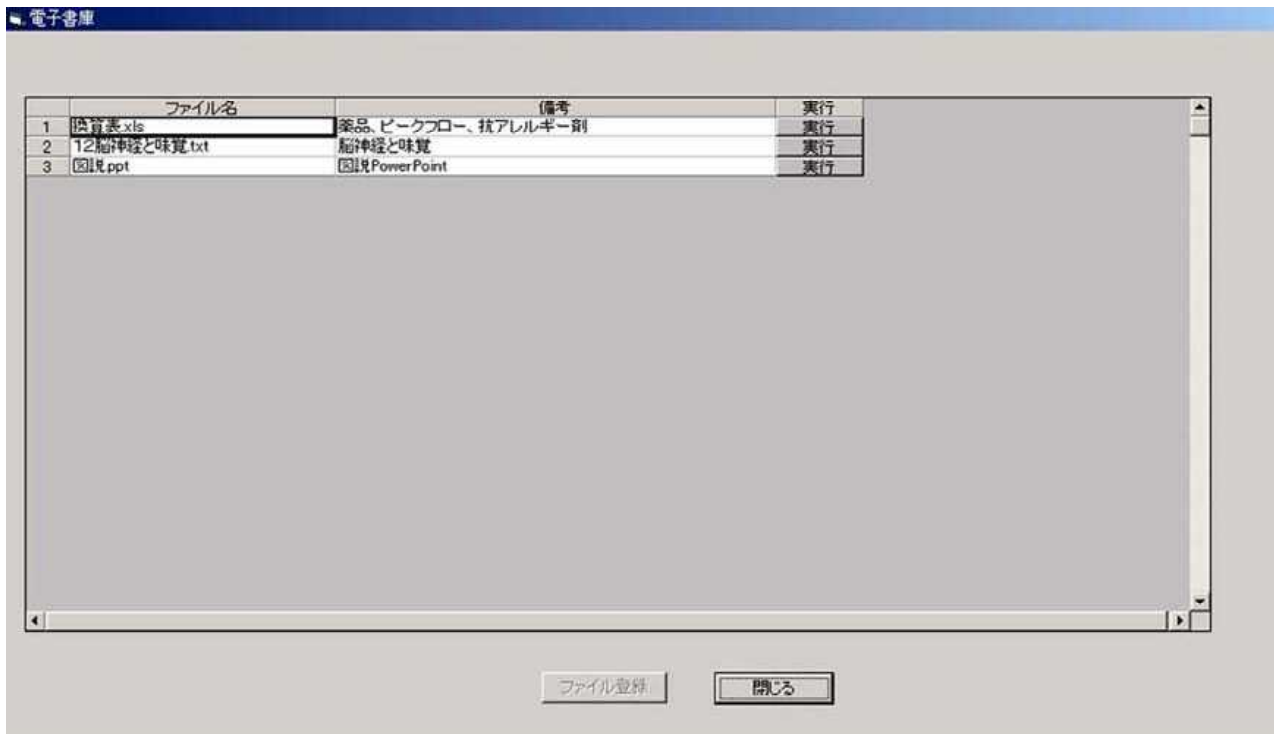 電子書庫
ファイル名 備考 実行
1 換算表.xls 薬品、ピークフロー、抗アレルギー剤 実行
2 12脳神経と味覚.txt 脳神経と味覚 実行
3 図説.ppt 図説PowerPoint 実行
ファイル登録 閉じる